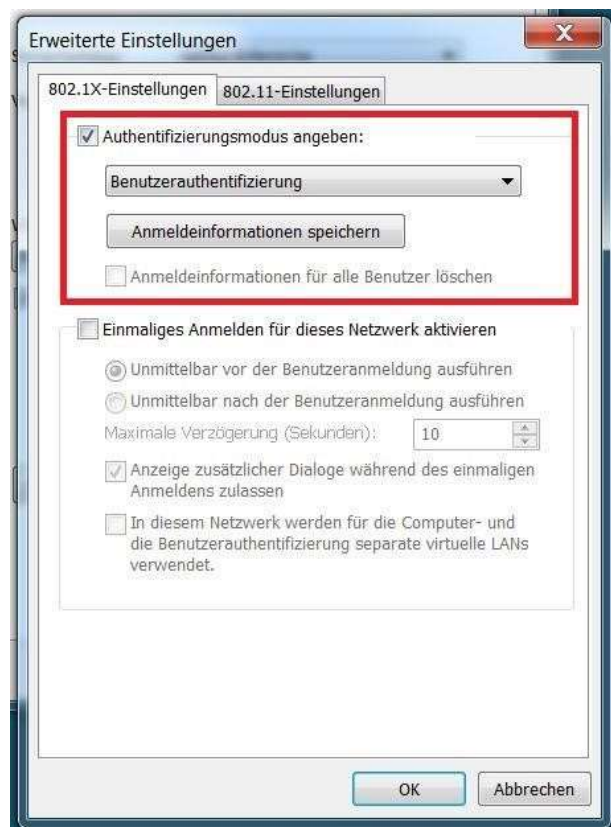 Erweiterte Einstellungen
802.1X-Einstellungen
802.11-Einstellungen
Authentifizierungsmodus angeben:
Benutzerauthentifizierung
Anmeldeinformationen speichern
Anmeldeinformationen für alle Benutzer löschen
Einmaliges Anmelden für dieses Netzwerk aktivieren
Unmittelbar vor der Benutzeranmeldung ausführen
Unmittelbar nach der Benutzeranmeldung ausführen
Maximale Verzögerung (Sekunden): 10
Anzeige zusätzlicher Dialoge während des einmaligen
Anmeldens zulassen
In diesem Netzwerk werden für die Computer- und
die Benutzerauthentifizierung separate virtuelle LANs
verwendet.
OK
Abbrechen